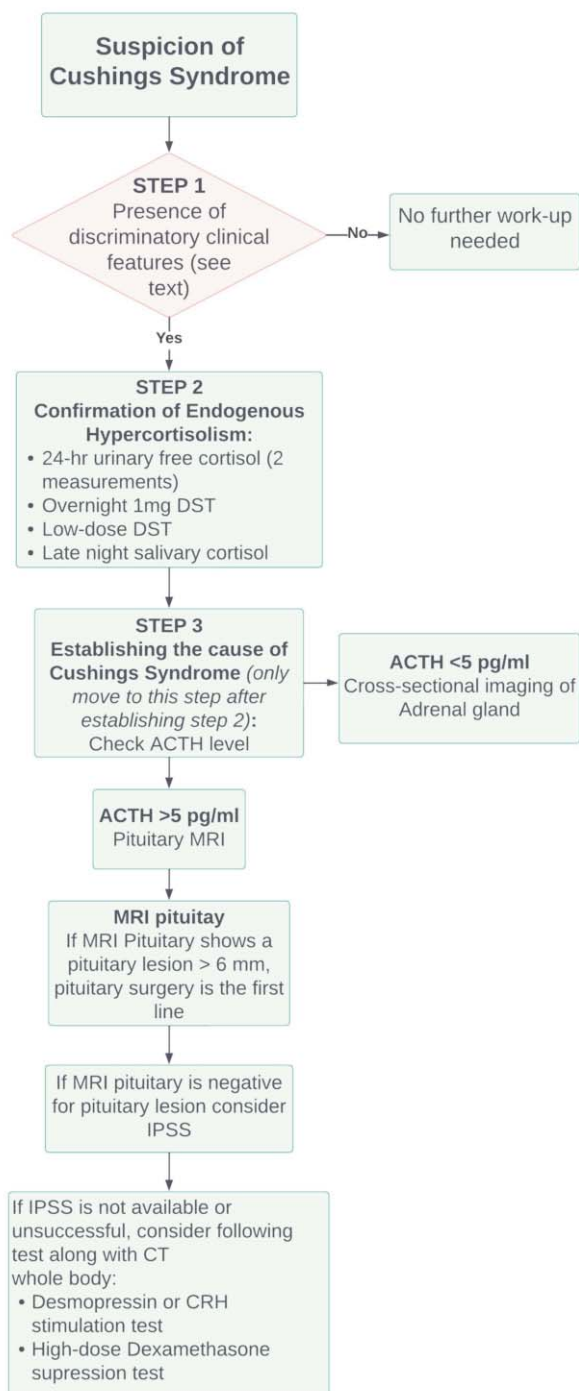 Suspicion of
Cushings Syndrome
STEP 1
Presence of
discriminatory clinical
features (see
text)
No
No further work-up
needed
Yes
STEP 2
Confirmation of Endogenous
Hypercortisolism:
• 24-hr urinary free cortisol (2
measurements)
• Overnight 1mg DST
• Low-dose DST
• Late night salivary cortisol
STEP 3
Establishing the cause of
Cushings Syndrome (only
move to this step after
establishing step 2):
Check ACTH level
ACTH <5 pg/ml
Cross-sectional imaging of
Adrenal gland
ACTH >5 pg/ml
Pituitary MRI
MRI pituitay
If MRI Pituitary shows a
pituitary lesion > 6 mm,
pituitary surgery is the first
line
If MRI pituitary is negative
for pituitary lesion consider
IPSS
If IPSS is not available or
unsuccessful, consider following
test along with CT
whole body:
• Desmopressin or CRH
stimulation test
• High-dose Dexamethasone
supression test